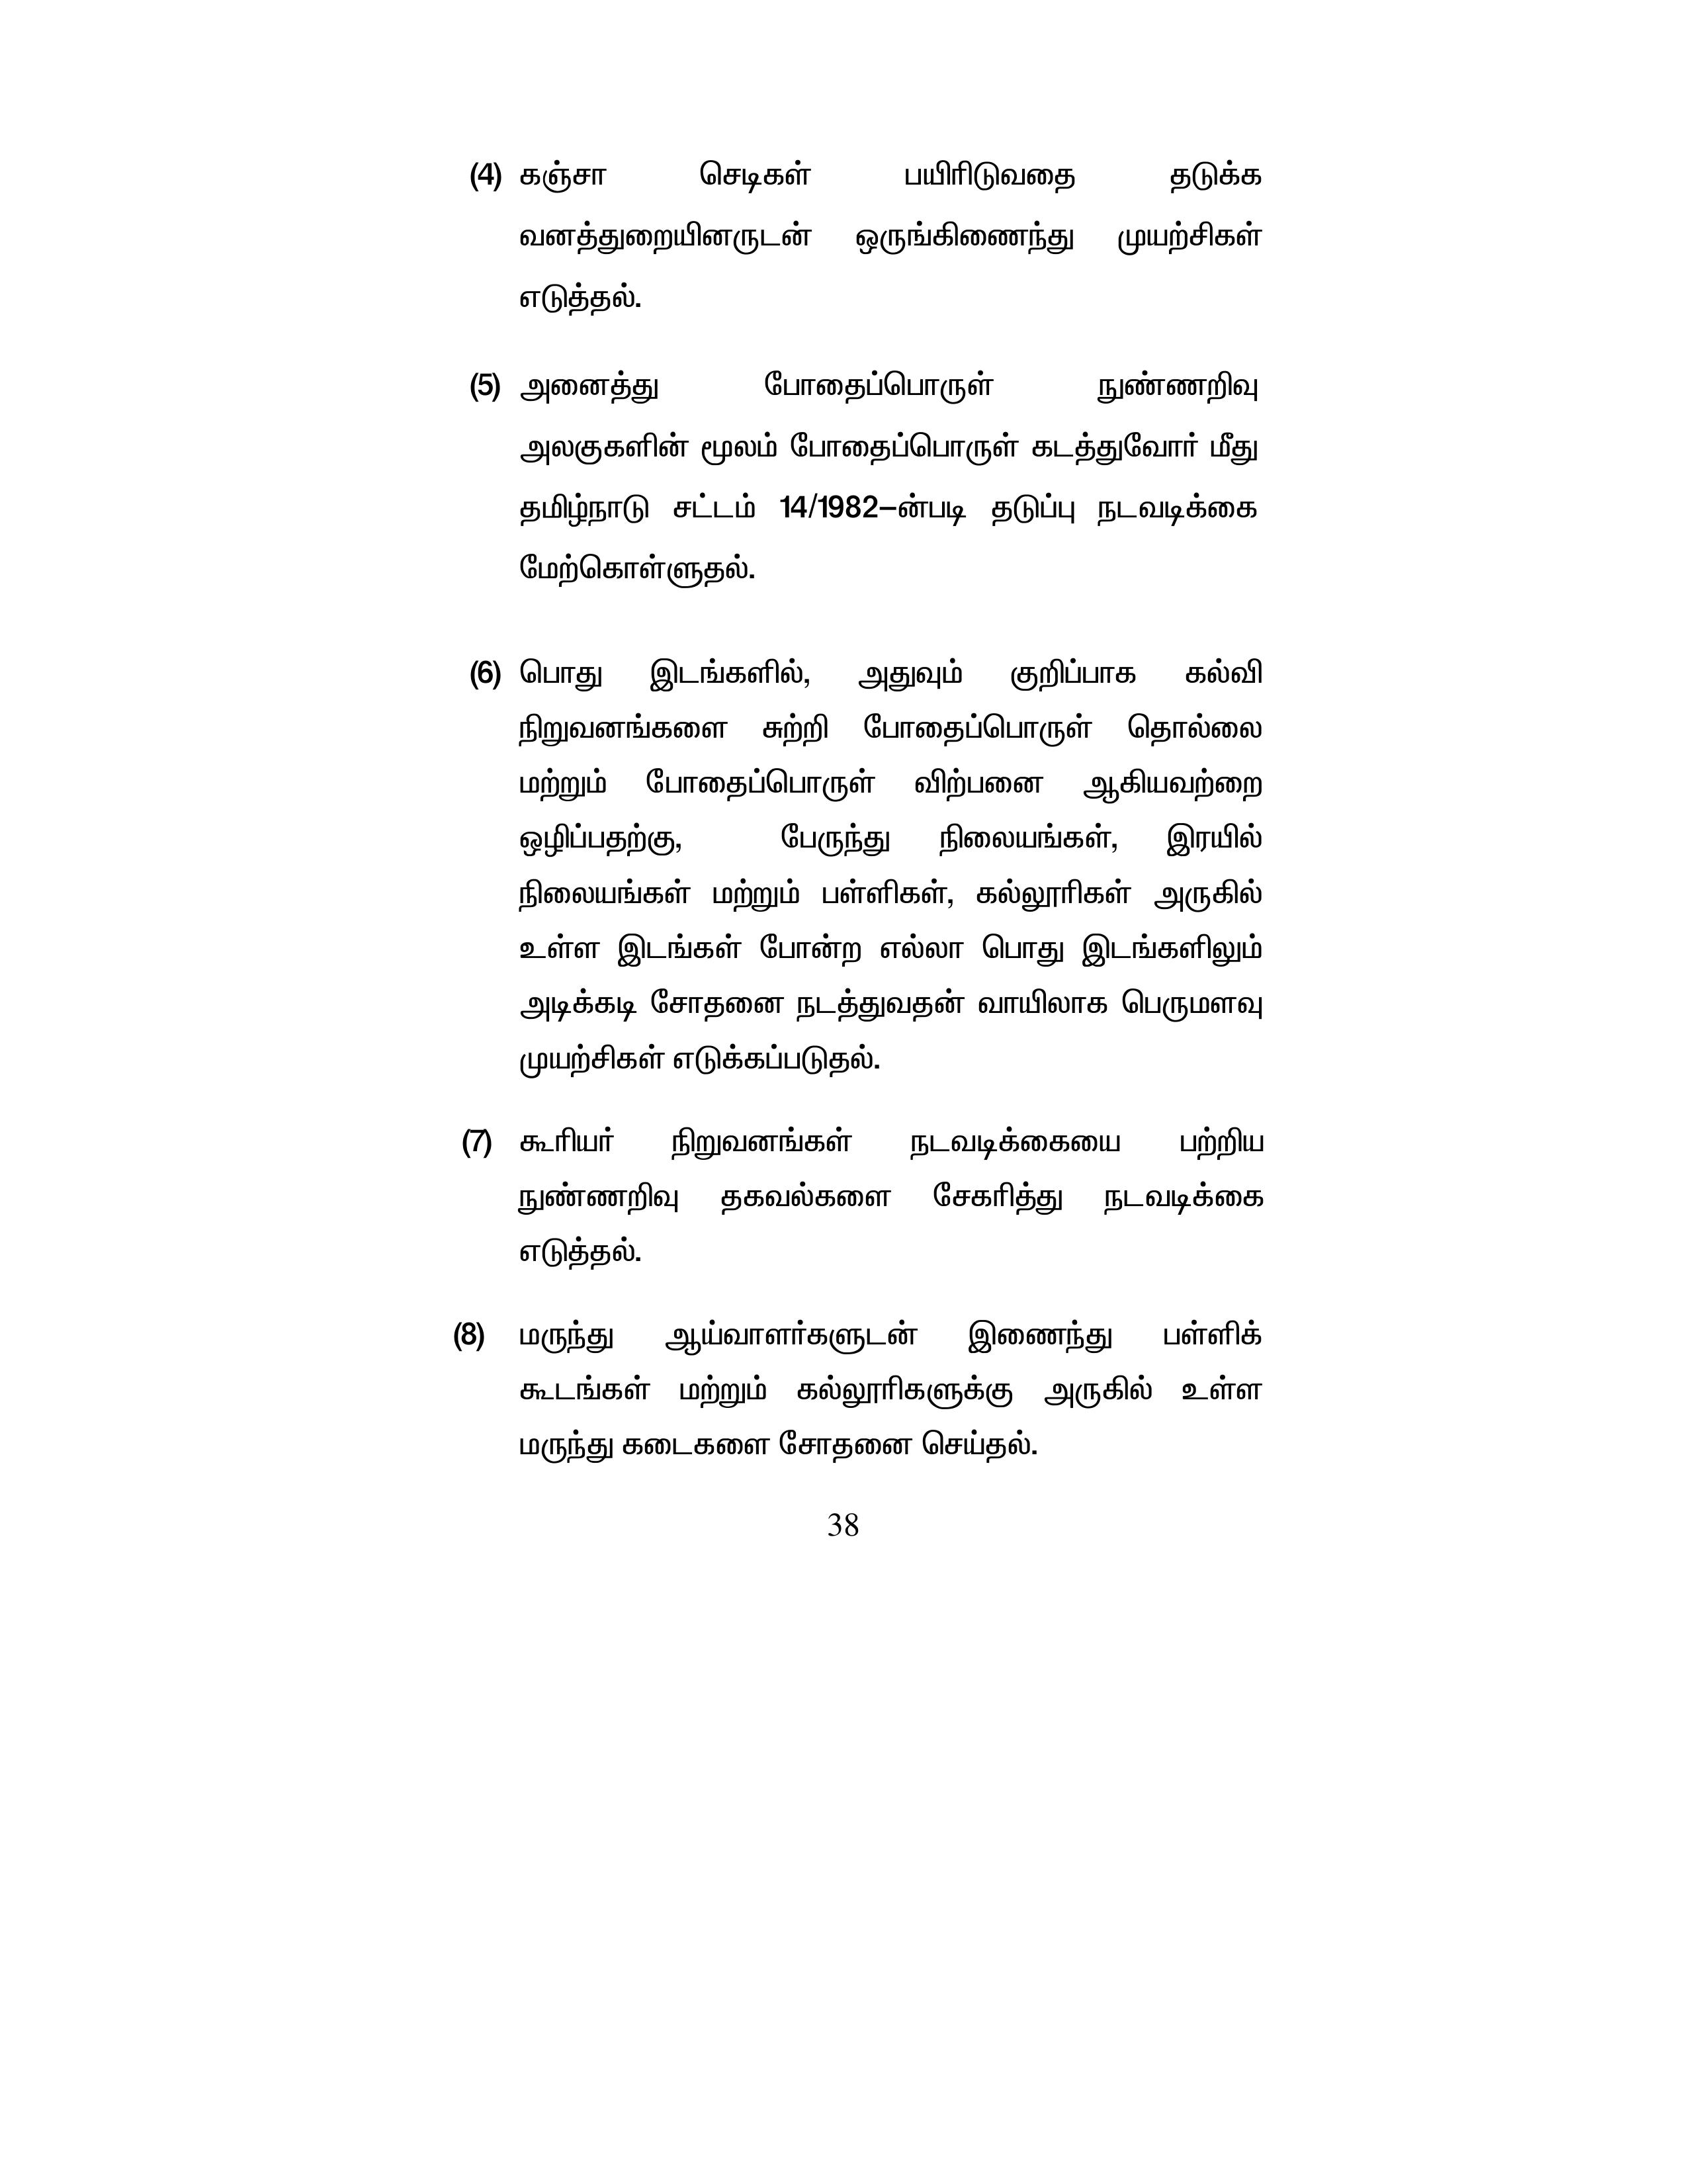 (4) கஞ்சா செடிகள் பயிரிடுவதை தடுக்க
வனத்துறையினருடன் ஒருங்கிணைந்து முயற்சிகள்
எடுத்தல்.
(5) அனைத்து போதைப்பொருள் நுண்ணறிவு
அலகுகளின் மூலம் போதைப்பொருள் கடத்துவோர் மீது
தமிழ்நாடு சட்டம் 14/1982–ன்படி தடுப்பு நடவடிக்கை
மேற்கொள்ளுதல்.
(6) பொது இடங்களில், அதுவும் குறிப்பாக கல்வி
நிறுவனங்களை சுற்றி போதைப்பொருள் தொல்லை
மற்றும் போதைப்பொருள் விற்பனை ஆகியவற்றை
ஒழிப்பதற்கு, பேருந்து நிலையங்கள், இரயில்
நிலையங்கள் மற்றும் பள்ளிகள், கல்லூரிகள் அருகில்
உள்ள இடங்கள் போன்ற எல்லா பொது இடங்களிலும்
அடிக்கடி சோதனை நடத்துவதன் வாயிலாக பெருமளவு
முயற்சிகள் எடுக்கப்படுதல்.
(7) கூரியர் நிறுவனங்கள் நடவடிக்கையை பற்றிய
நுண்ணறிவு தகவல்களை சேகரித்து நடவடிக்கை
எடுத்தல்.
(8) மருந்து ஆய்வாளர்களுடன் இணைந்து பள்ளிக்
கூடங்கள் மற்றும் கல்லூரிகளுக்கு அருகில் உள்ள
மருந்து கடைகளை சோதனை செய்தல்.
38